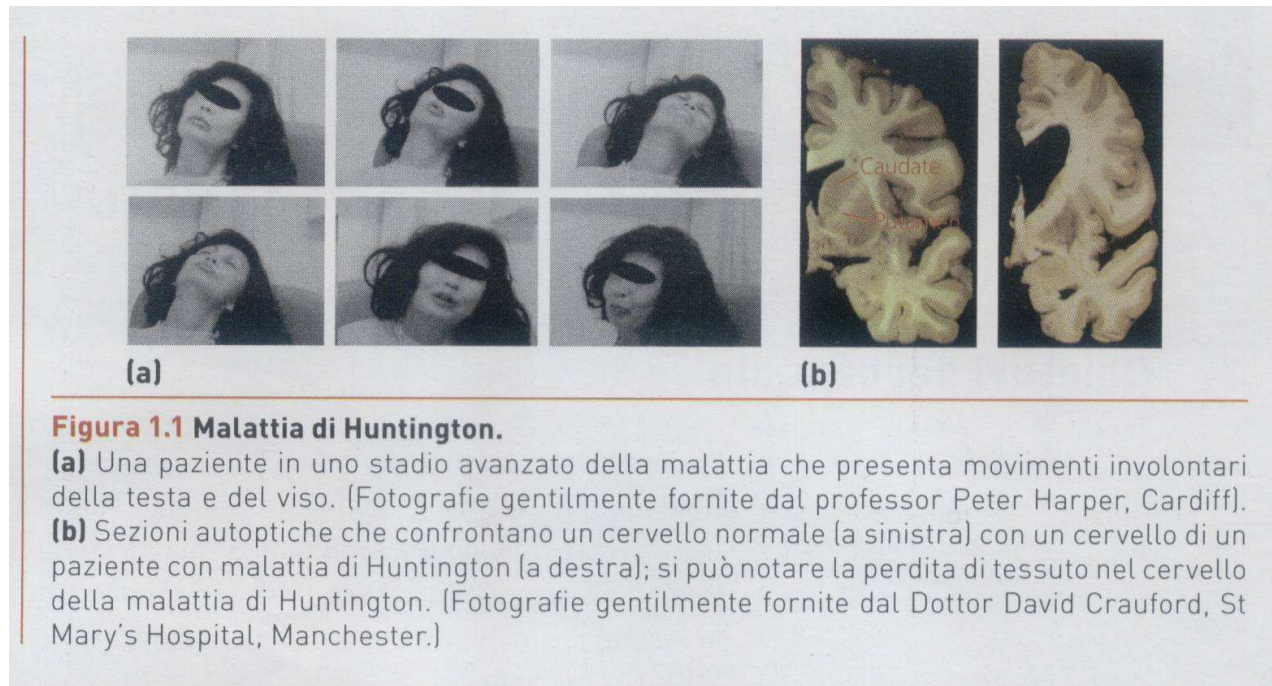 Caudate
Putamen
(a)
(b)
Figura 1.1 Malattia di Huntington.
(a) Una paziente in uno stadio avanzato della malattia che presenta movimenti involontari
della testa e del viso. (Fotografie gentilmente fornite dal professor Peter Harper, Cardiff).
(b) Sezioni autoptiche che confrontano un cervello normale (a sinistra) con un cervello di un
paziente con malattia di Huntington (a destra); si può notare la perdita di tessuto nel cervello
della malattia di Huntington. (Fotografie gentilmente fornite dal Dottor David Crauford, St
Mary's Hospital, Manchester.)